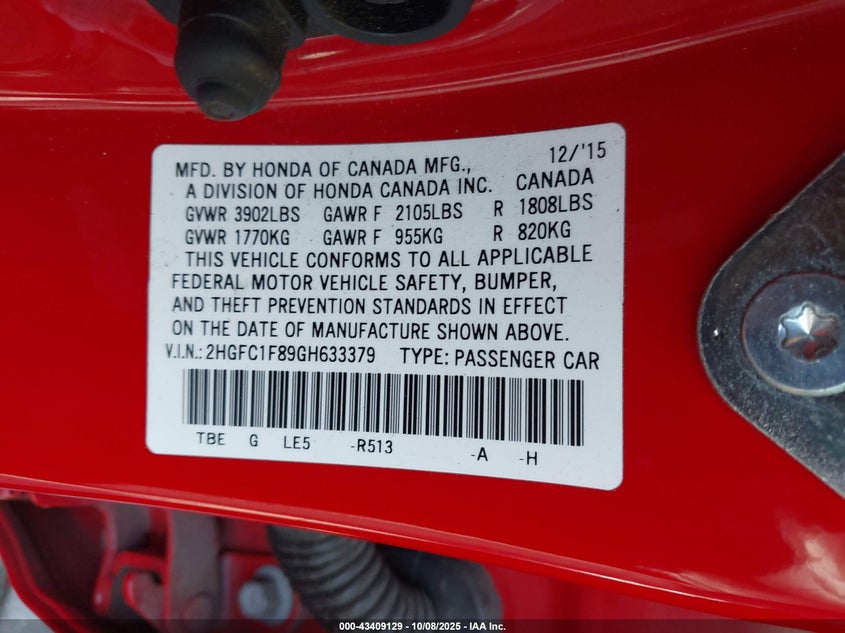 12/'15
MFD. BY HONDA OF CANADA MFG.,
A DIVISION OF HONDA CANADA INC. CANADA
GVWR 3902LBS GAWR F 2105LBS R 1808LBS
GVWR 1770KG GAWR F 955KG R 820KG
THIS VEHICLE CONFORMS TO ALL APPLICABLE
FEDERAL MOTOR VEHICLE SAFETY, BUMPER,
AND THEFT PREVENTION STANDARDS IN EFFECT
ON THE DATE OF MANUFACTURE SHOWN ABOVE.
V.I.N.: 2HGFC1F89GH633379 TYPE: PASSENGER CAR
TBE G LE5 -R513 -A -H
000-43409129 - 10/08/2025 - IAA Inc.